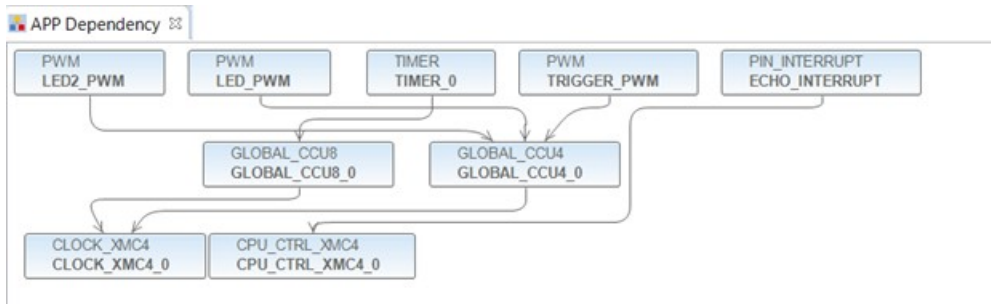 APP Dependency
PWM
LED2_PWM
PWM
LED_PWM
TIMER
TIMER_0
PWM
TRIGGER_PWM
PIN_INTERRUPT
ECHO_INTERRUPT
GLOBAL_CCU8
GLOBAL_CCU8_0
GLOBAL_CCU4
GLOBAL_CCU4_0
CLOCK_XMC4
CLOCK_XMC4_0
CPU_CTRL_XMC4
CPU_CTRL_XMC4_0